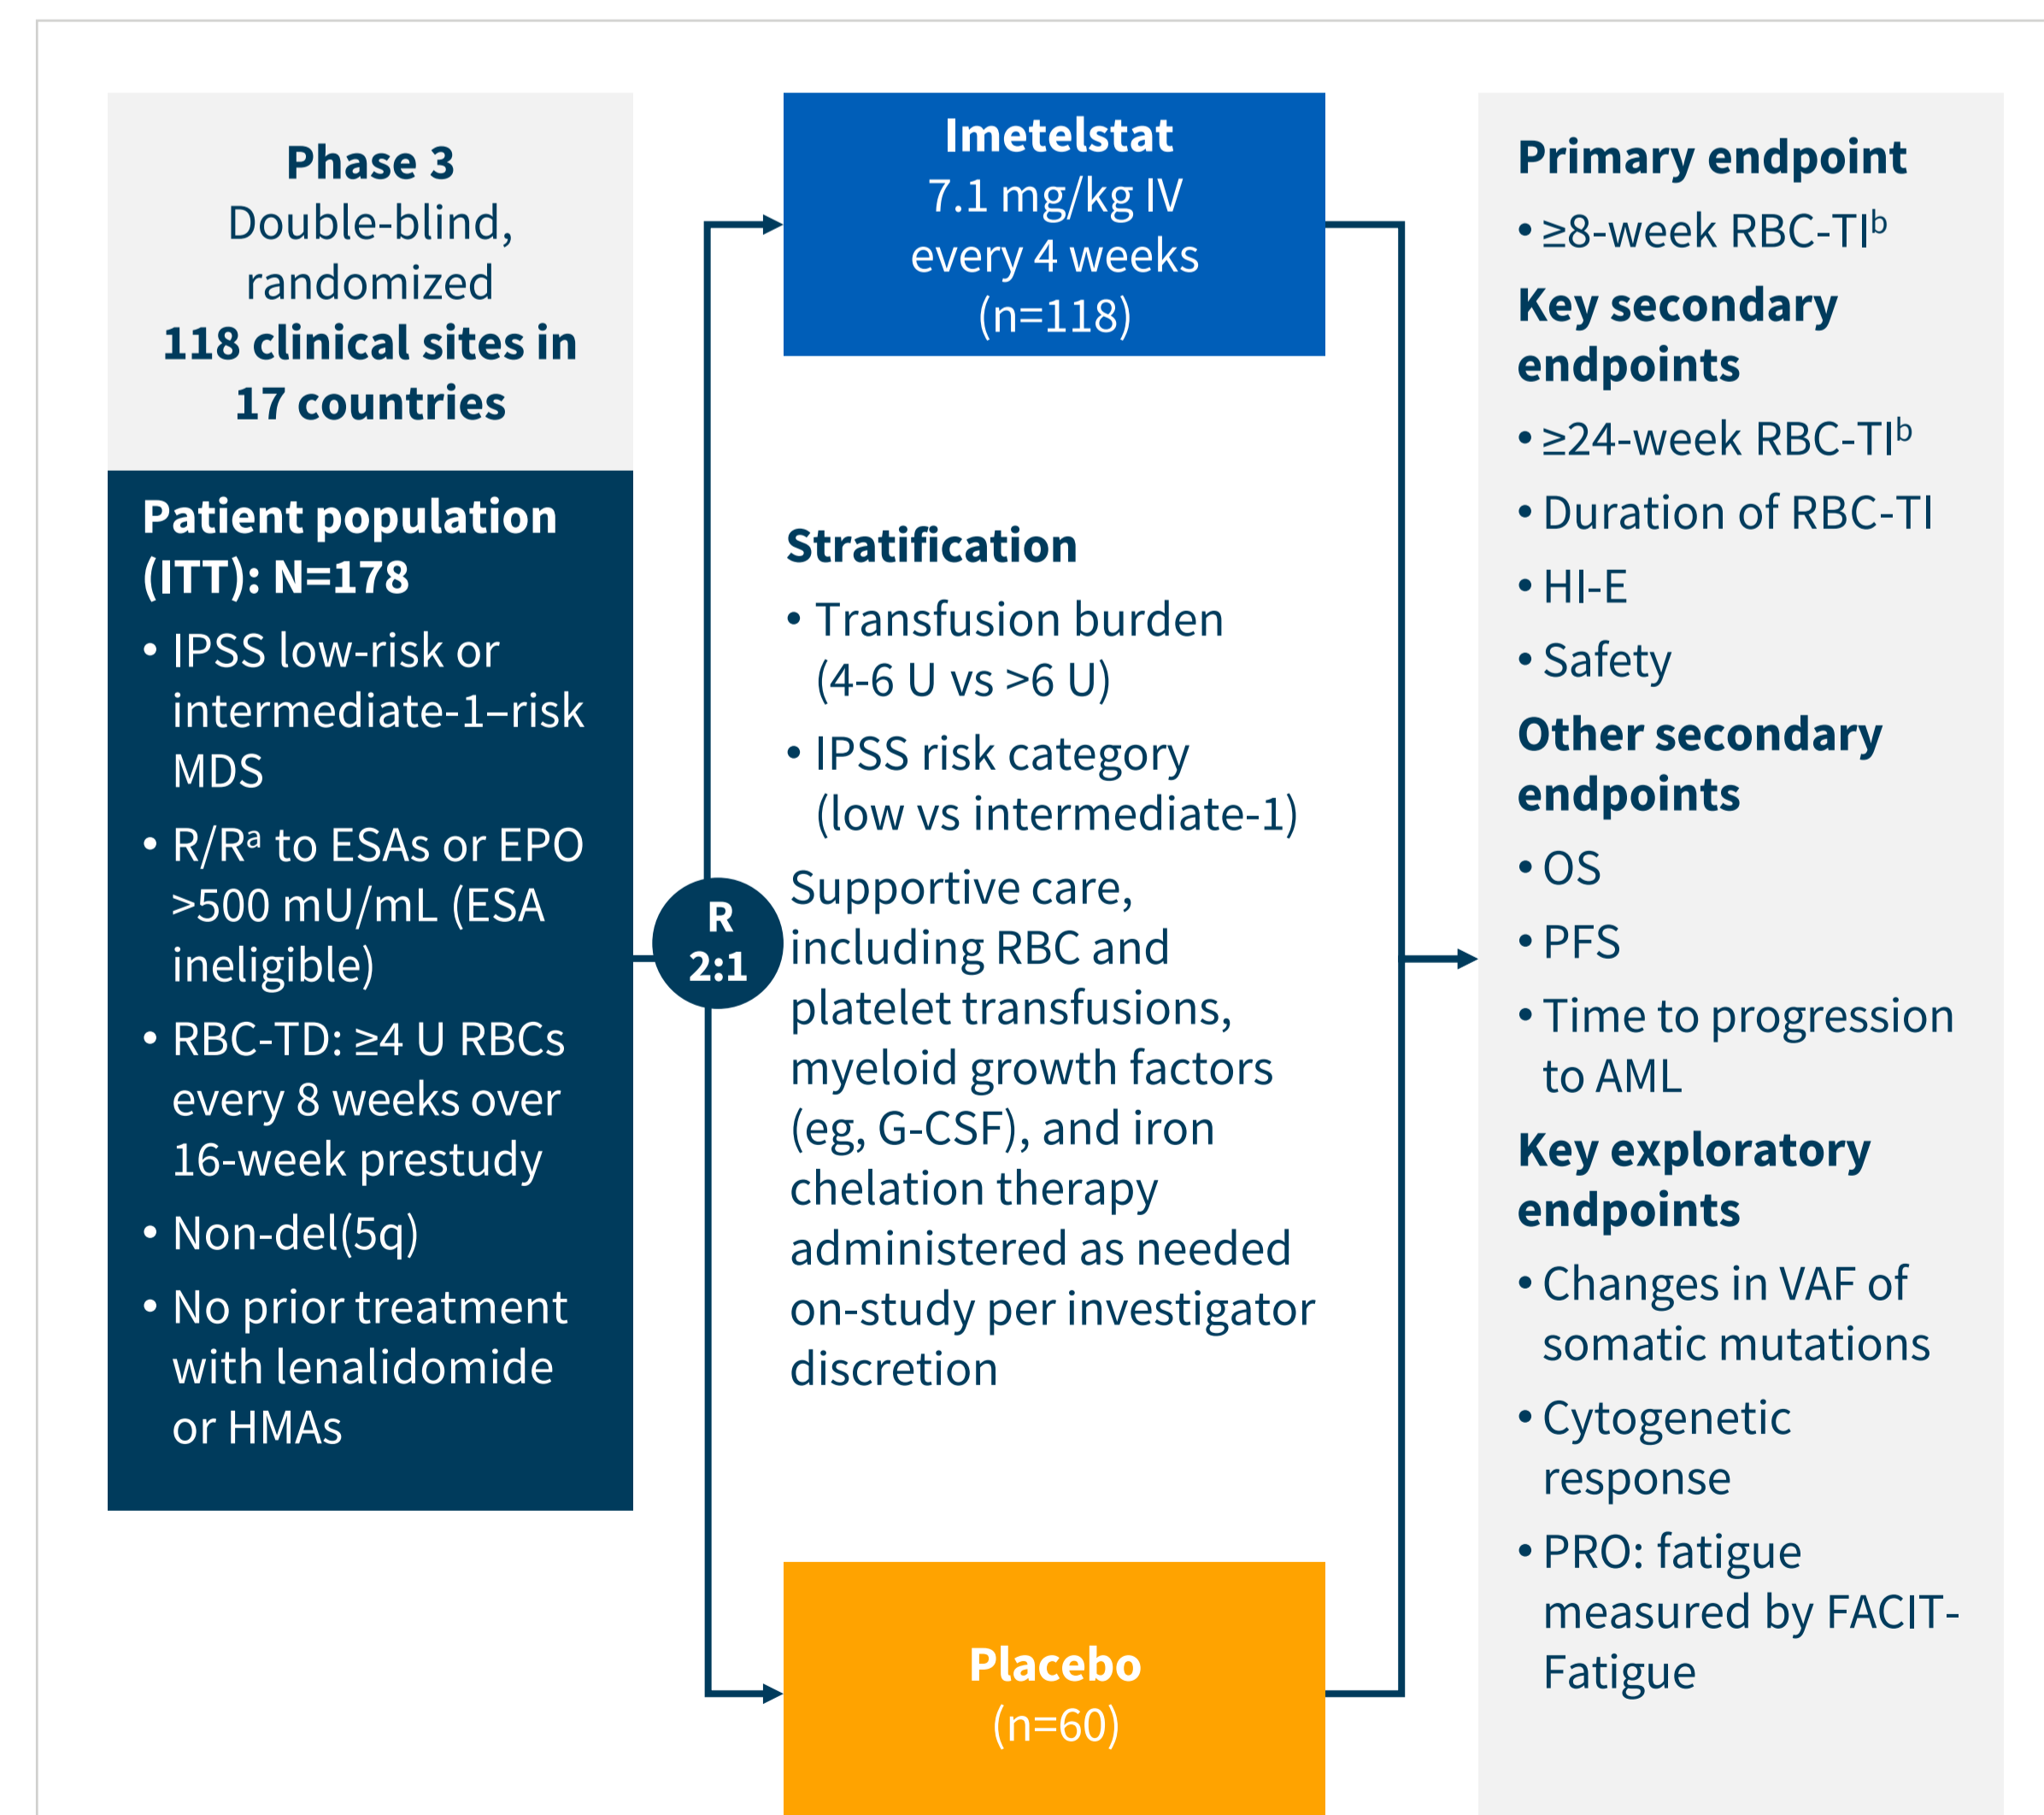 Phase 3
Double-blind,
randomized
118 clinical sites in
17 countries
Patient population
(ITT): N=178
• IPSS low-risk or
intermediate-1–risk
MDS
• R/Rᵃ to ESAs or EPO
>500 mU/mL (ESA
ineligible)
• RBC-TD: ≥4 U RBCs
every 8 weeks over
16-week prestudy
• Non-del(5q)
• No prior treatment
with lenalidomide
or HMAs
R
2:1
Imetelstat
7.1 mg/kg IV
every 4 weeks
(n=118)
Stratification
• Transfusion burden
(4-6 U vs >6 U)
• IPSS risk category
(low vs intermediate-1)
Supportive care,
including RBC and
platelet transfusions,
myeloid growth factors
(eg, G-CSF), and iron
chelation therapy
administered as needed
on-study per investigator
discretion
Placebo
(n=60)
Primary endpoint
• ≥8-week RBC-TIᵇ
Key secondary
endpoints
• ≥24-week RBC-TIᵇ
• Duration of RBC-TI
• HI-E
• Safety
Other secondary
endpoints
• OS
• PFS
• Time to progression
to AML
Key exploratory
endpoints
• Changes in VAF of
somatic mutations
• Cytogenetic
response
• PRO: fatigue
measured by FACIT-
Fatigue